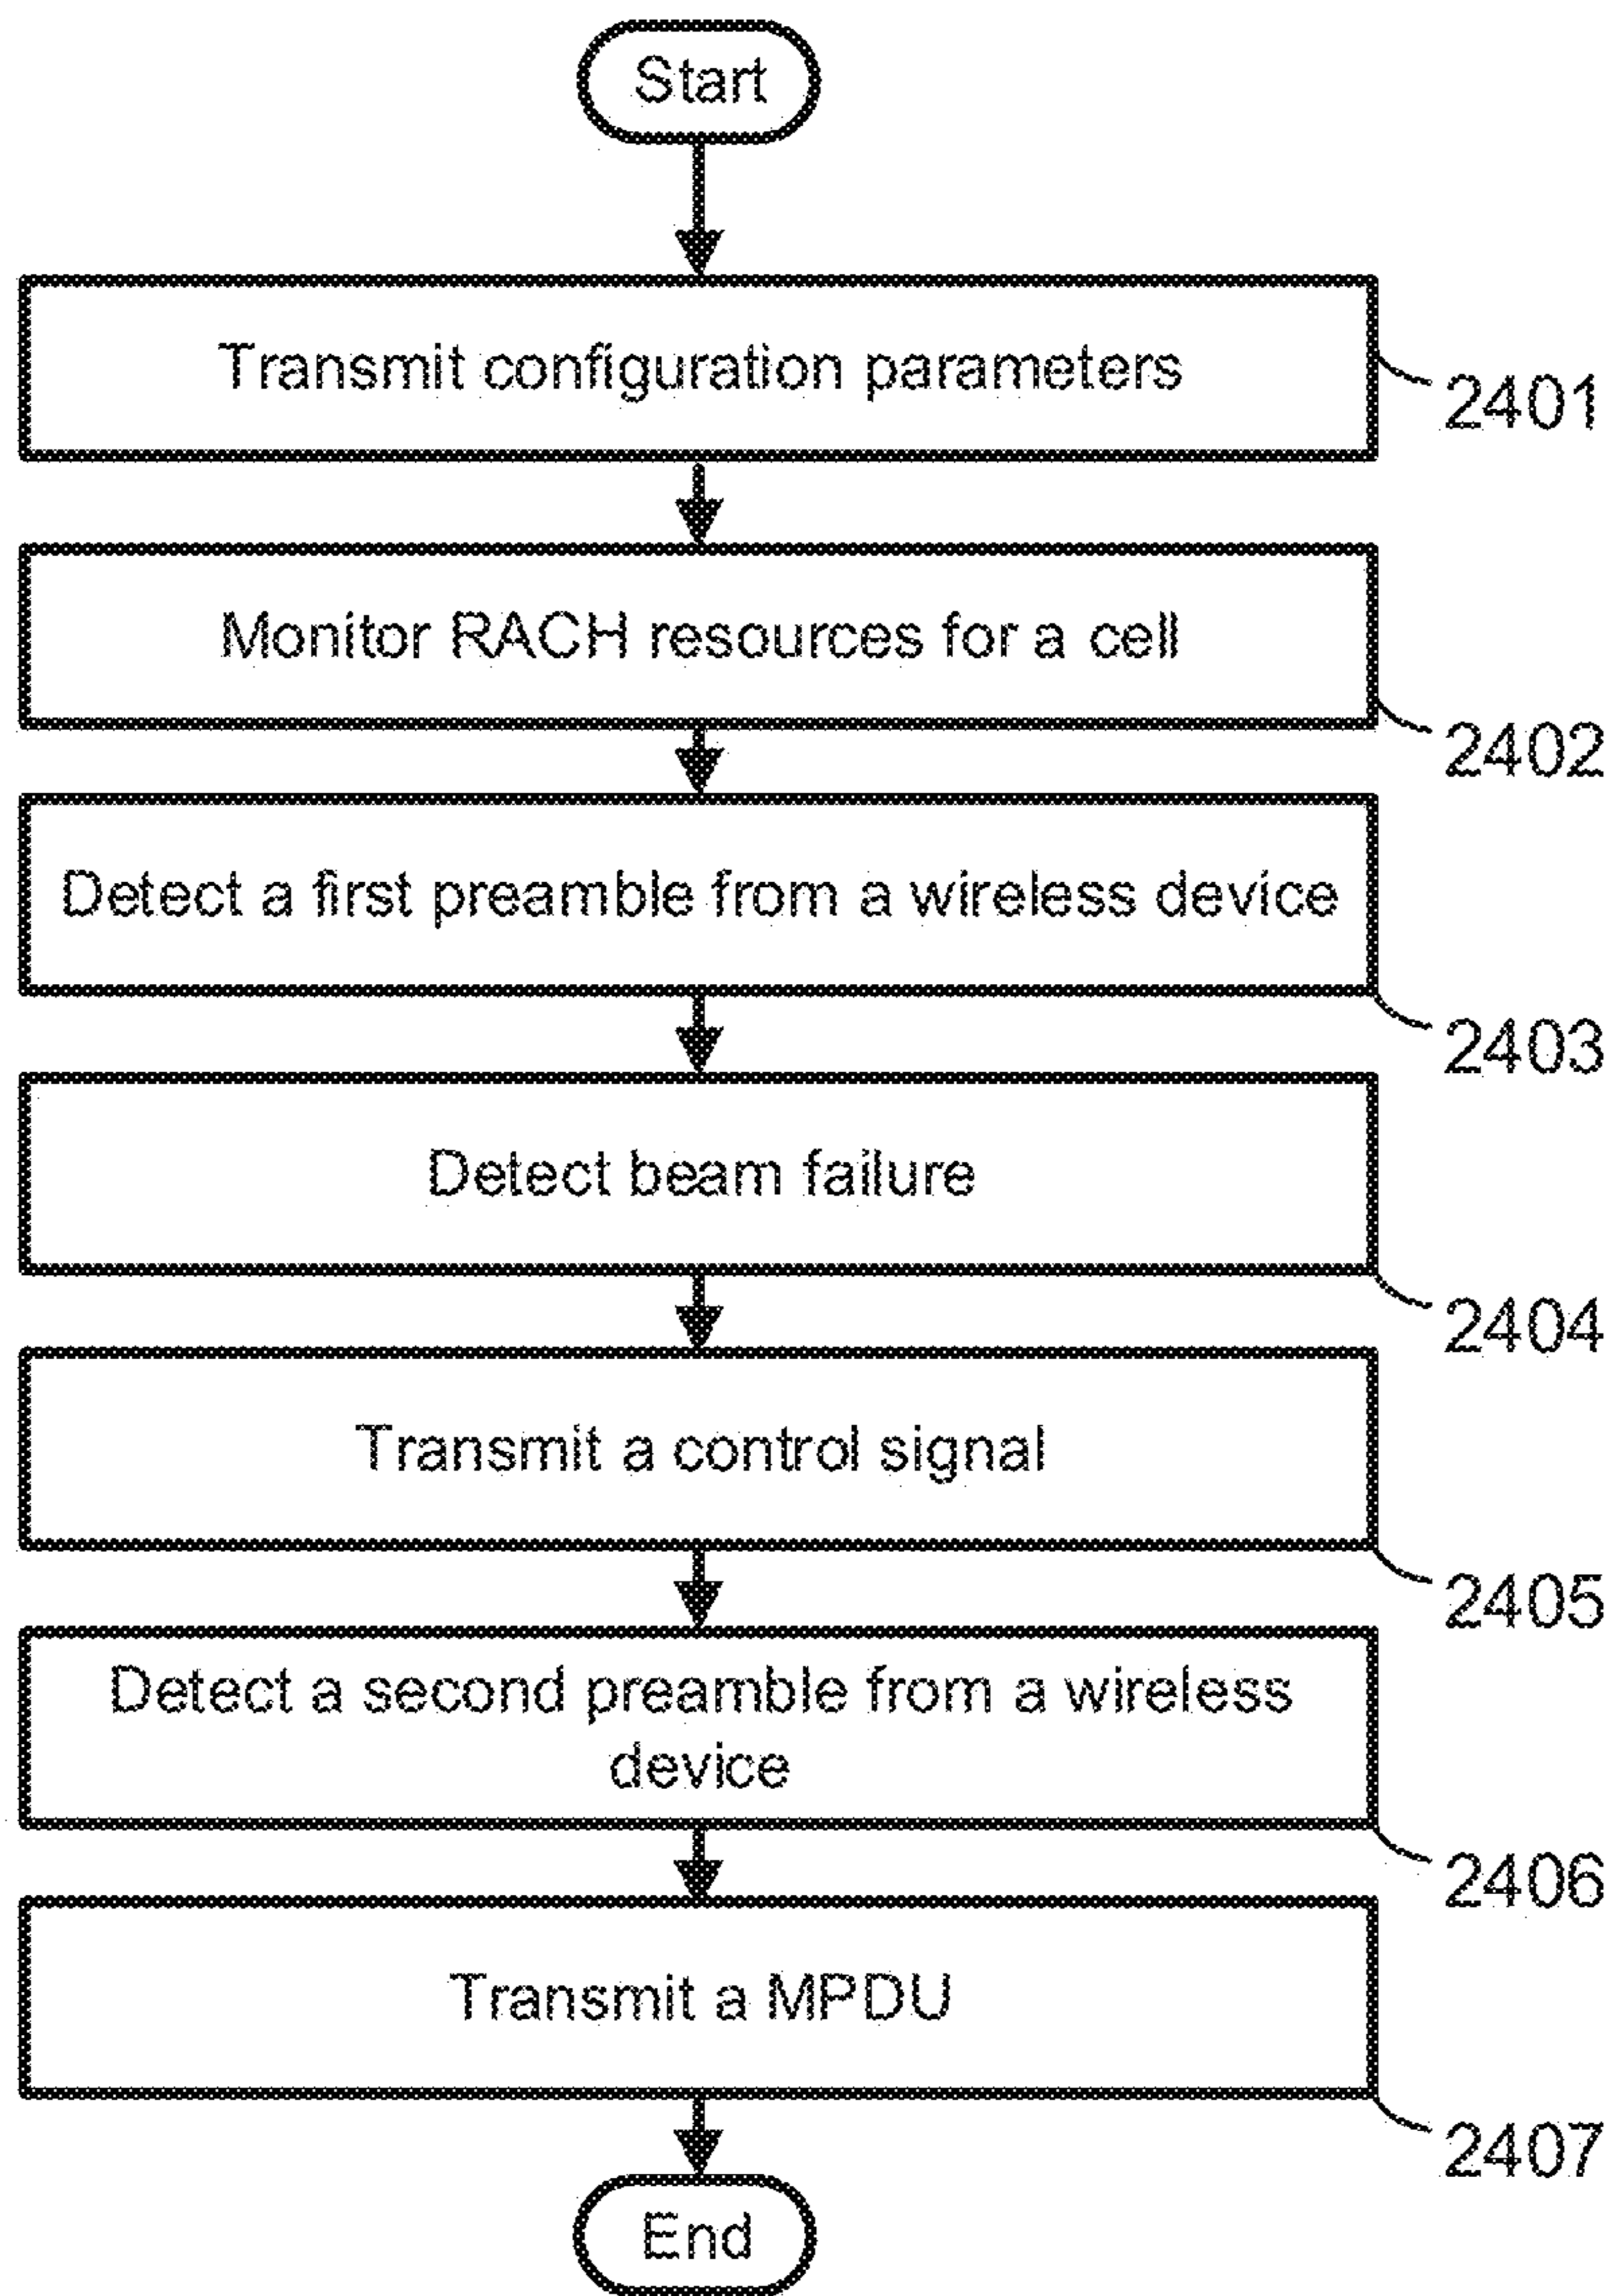 Start
Transmit configuration parameters
2401
Monitor RACH resources for a cell
2402
Detect a first preamble from a wireless device
2403
Detect beam failure
2404
Transmit a control signal
2405
Detect a second preamble from a wireless
device
2406
Transmit a MPDU
2407
End